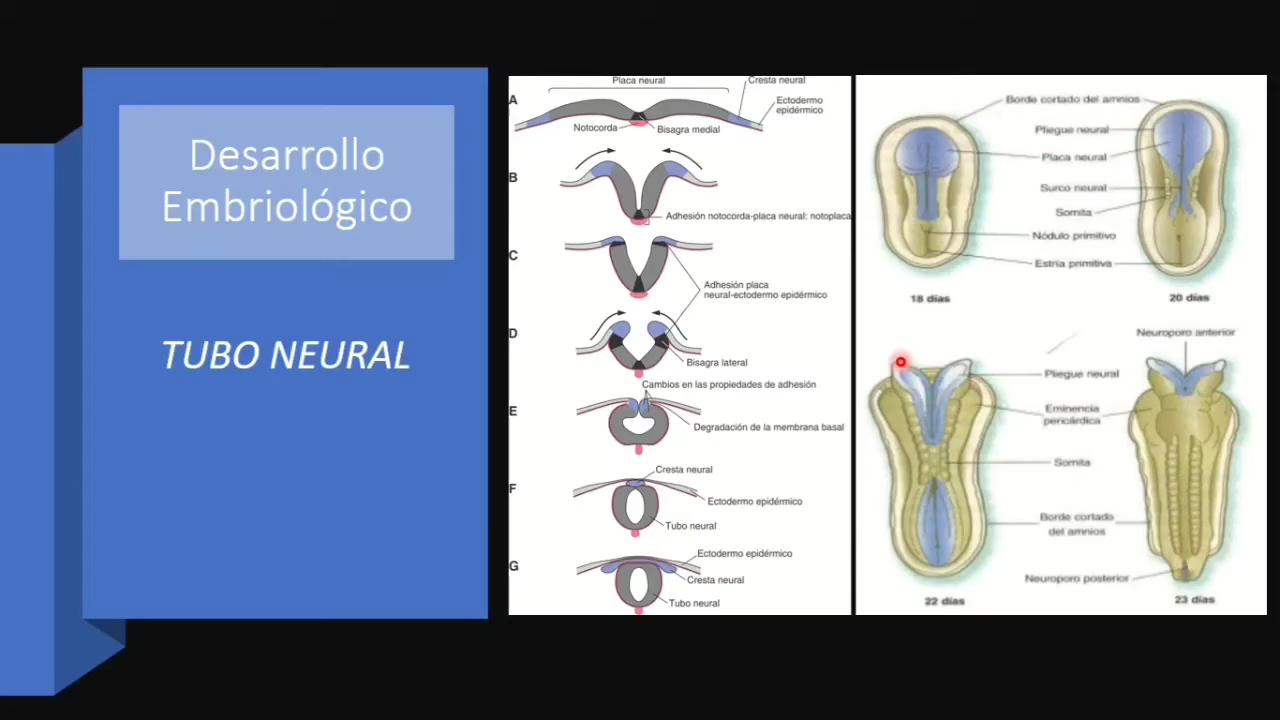 Desarrollo
Embriológico
TUBO NEURAL
Placa neural
Cresta neural
A
Ectodermo
epidérmico
Notocorda
Bisagra medial
B
Adhesión notocorda-placa neural: notoplaca
C
Adhesión placa
neural-ectodermo epidérmico
D
Bisagra lateral
Cambios en las propiedades de adhesión
E
Degradación de la membrana basal
Cresta neural
F
Ectodermo epidérmico
Tubo neural
Ectodermo epidérmico
G
Cresta neural
Tubo neural
Borde cortado del amnios
Pliegue neural
Placa neural
Surco neural
Somita
Nódulo primitivo
Estría primitiva
18 días
20 días
Neuroporo anterior
Pliegue neural
Eminencia
pericárdica
Somita
Borde cortado
del amnios
Neuroporo posterior
22 días
23 días